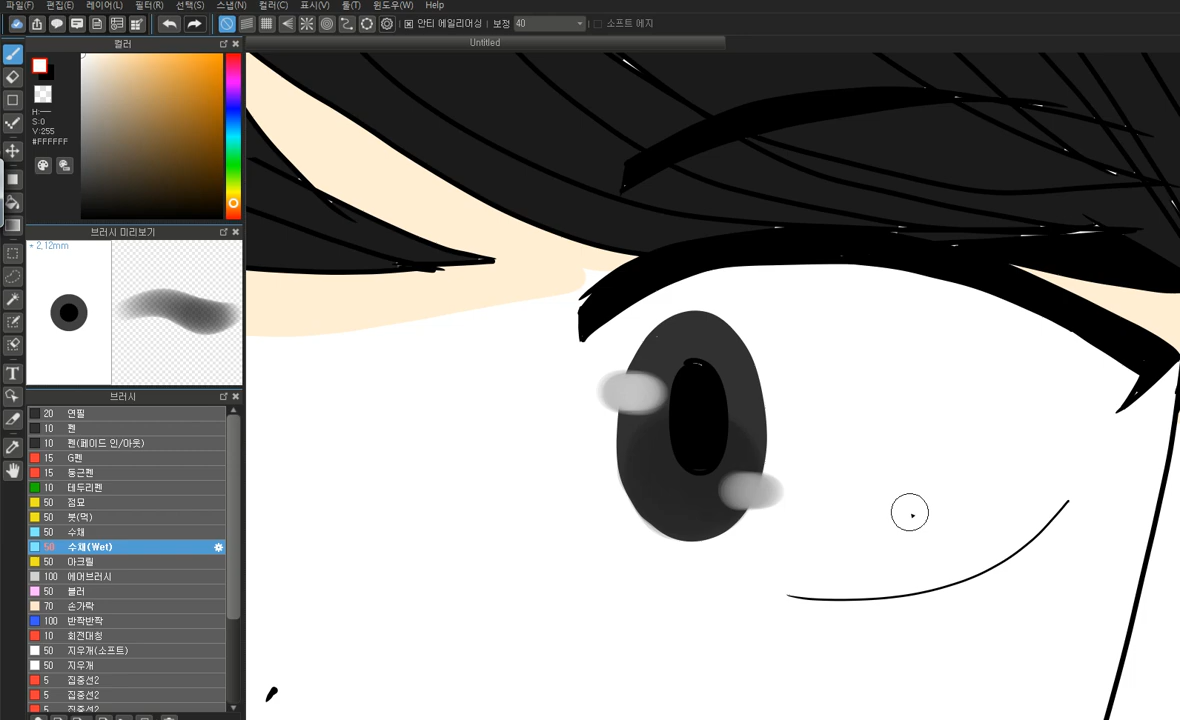 파일(F) 편집(E) 레이어(L) 필터(R) 선택(S) 스냅(N) 컬러(C) 표시(V) 툴(T) 윈도우(W) Help
안티 에일리어싱 보정 40 소프트 에지
컬러
Untitled
H:---
S:0
V:255
#FFFFFF
브러시 미리보기
* 2.12mm
브러시
20 연필
10 펜
10 펜(페이드 인/아웃)
15 G펜
15 둥근펜
10 테두리펜
50 점묘
50 붓(먹)
50 수채
50 수채(Wet)
50 아크릴
100 에어브러시
50 블러
70 손가락
100 반짝반짝
10 회전대칭
50 지우개(소프트)
50 지우개
5 집중선2
5 집중선2
5 집중선2